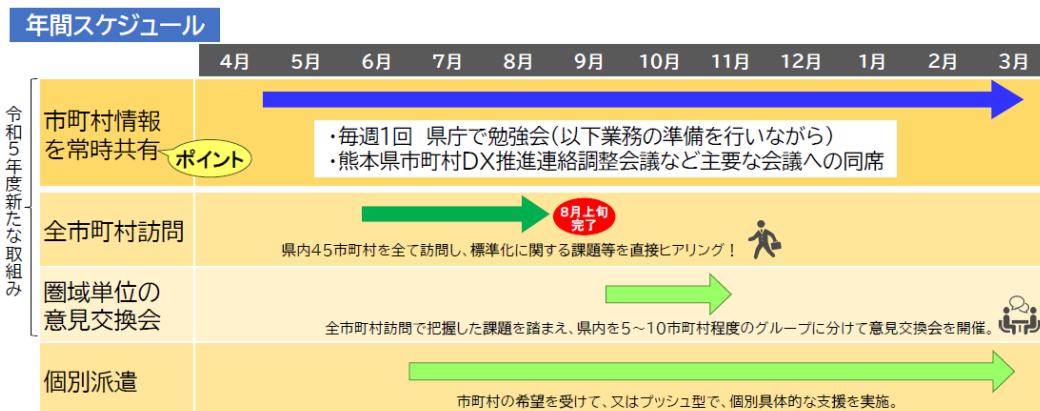 年間スケジュール
4月 5月 6月 7月 8月 9月 10月 11月 12月 1月 2月 3月
令和5年度新たな取組み
市町村情報
を常時共有
ポイント
・毎週1回 県庁で勉強会(以下業務の準備を行いながら)
・熊本県市町村DX推進連絡調整会議など主要な会議への同席
全市町村訪問
8月上旬
完了
県内45市町村を全て訪問し、標準化に関する課題等を直接ヒアリング!
圏域単位の
意見交換会
全市町村訪問で把握した課題を踏まえ、県内を5~10市町村程度のグループに分けて意見交換会を開催。
個別派遣
市町村の希望を受けて、又はプッシュ型で、個別具体的な支援を実施。